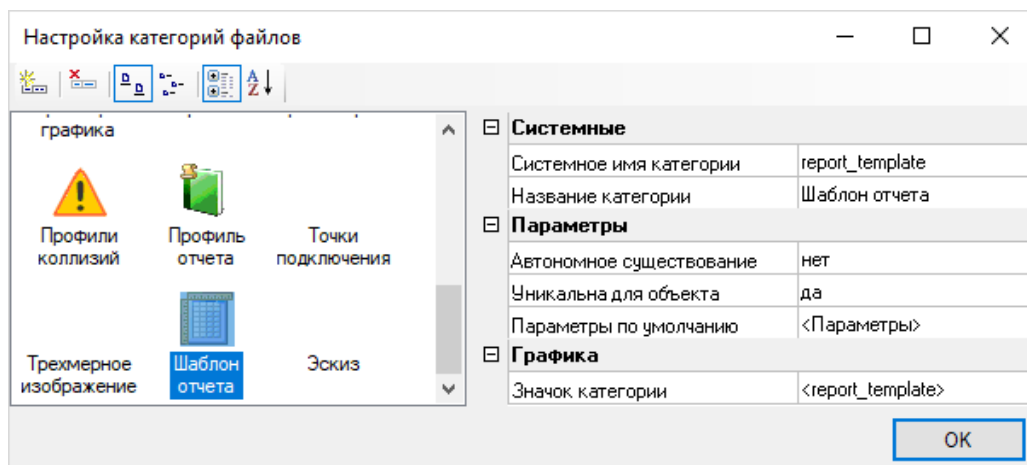 Настройка категорий файлов
графика
Профили
коллизий
Профиль
отчета
Точки
подключения
Трехмерное
изображение
Шаблон
отчета
Эскиз
Системные
Системное имя категории report_template
Название категории Шаблон отчета
Параметры
Автономное существование нет
Уникальна для объекта да
Параметры по умолчанию <Параметры>
Графика
Значок категории <report_template>
OK